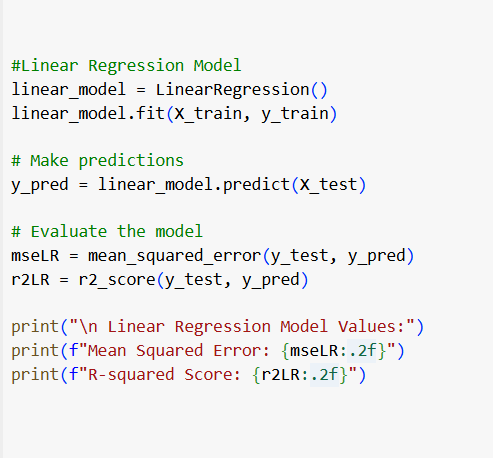 #Linear Regression Model
linear_model = LinearRegression()
linear_model.fit(X_train, y_train)
# Make predictions
y_pred = linear_model.predict(X_test)
# Evaluate the model
mseLR = mean_squared_error(y_test, y_pred)
r2LR = r2_score(y_test, y_pred)
print("\n Linear Regression Model Values:")
print(f"Mean Squared Error: {mseLR:.2f}")
print(f"R-squared Score: {r2LR:.2f}")